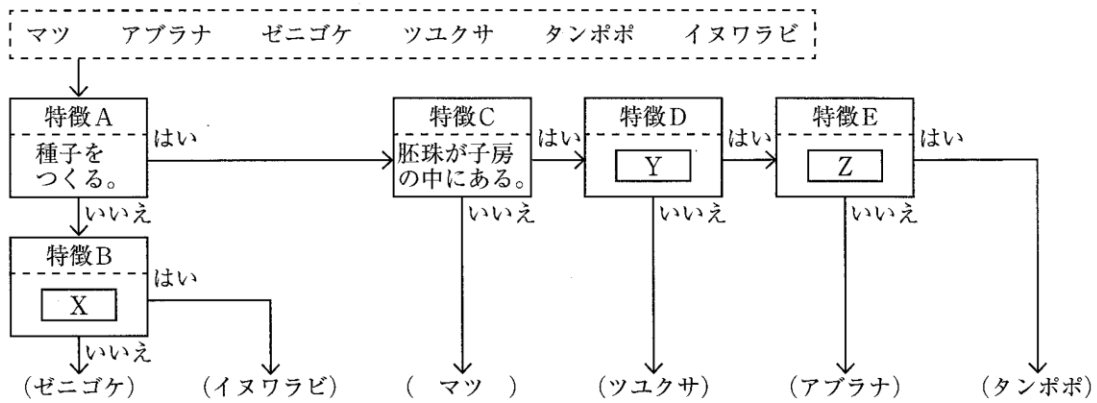 マツ アブラナ ゼニゴケ ツユクサ タンポポ イヌワラビ
特徴A
種子を
つくる。
はい
いいえ
特徴C
胚珠が子房
の中にある。
はい
いいえ
特徴D
Y
はい
いいえ
特徴E
Z
はい
いいえ
特徴B
X
はい
いいえ
(ゼニゴケ) (イヌワラビ) ( マツ ) (ツユクサ) (アブラナ) (タンポポ)